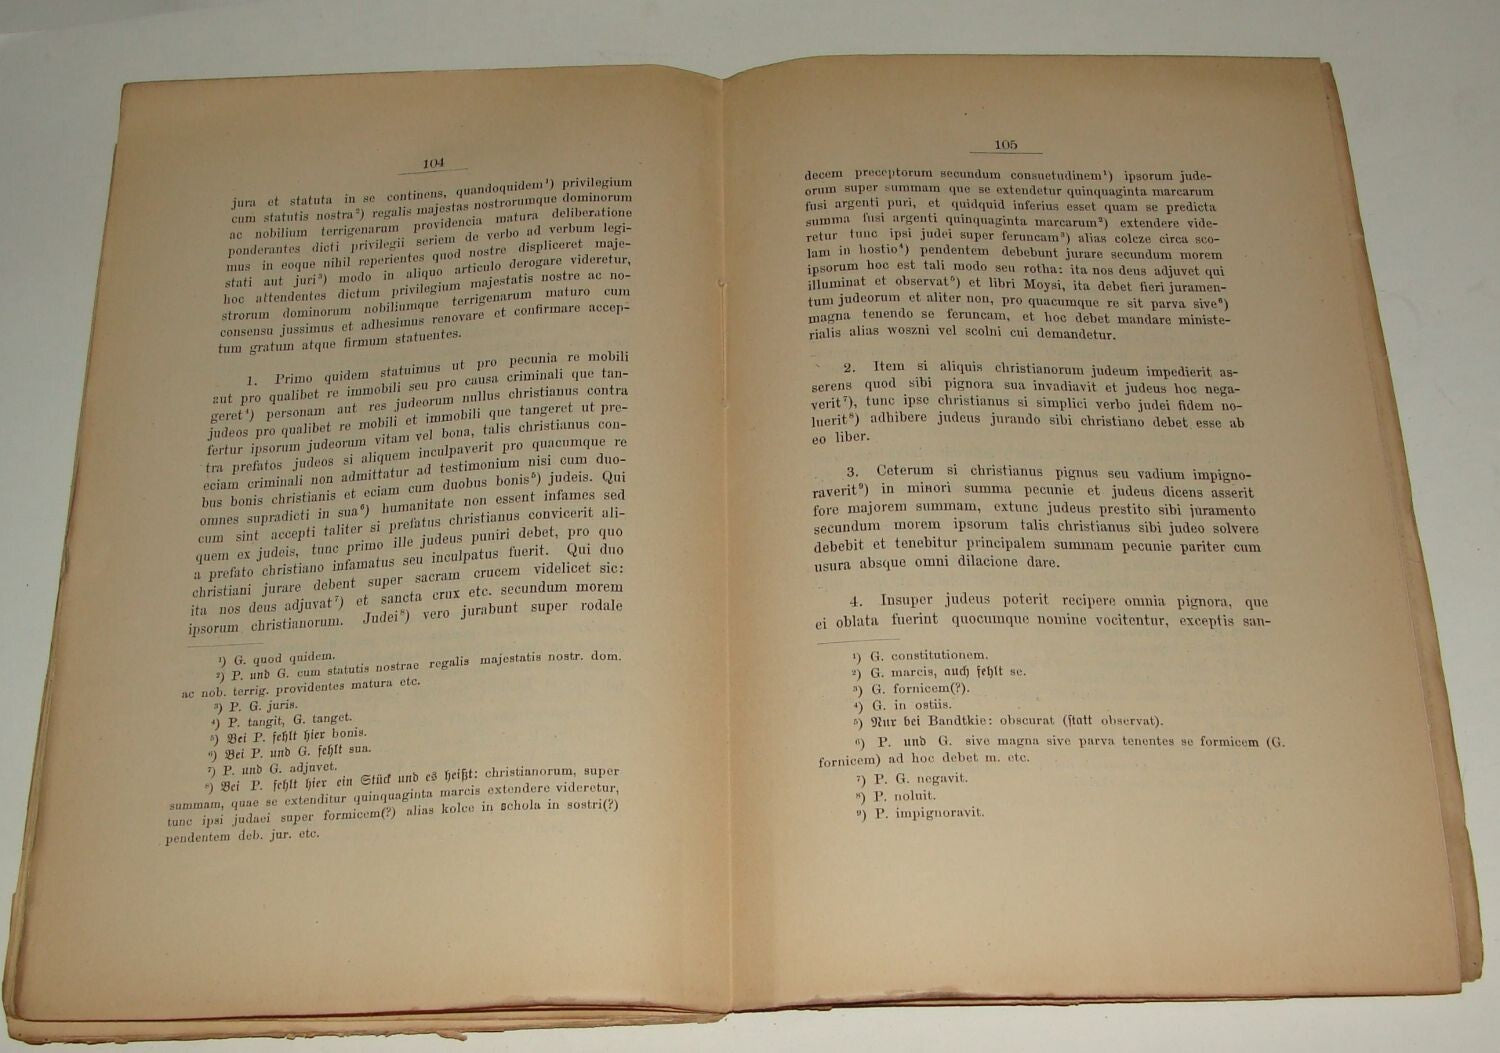 104
jura et statuta in se continens, quandoquidem¹) privilegium
cum statutis nostra²) regalis majestas nostrorumque dominorum
ac nobilium terrigenarum providencia matura deliberatione
ponderantes dicti privilegii seriem de verbo ad verbum legi-
mus in eoque nihil reperientes quod nostre displiceret maje-
stati aut juri³) modo in aliquo articulo derogare videretur,
hoc attendentes dictum privilegium majestatis nostre ac no-
strorum dominorum nobiliumque terrigenarum maturo cum
consensu jussimus et adhesimus renovare et confirmare accep-
tum gratum atque firmum statuentes.
1. Primo quidem statuimus ut pro pecunia re mobili
aut pro qualibet re immobili seu pro causa criminali que tan-
geret⁴) personam aut res judeorum nullus christianus contra
judeos pro qualibet re mobili et immobili que tangeret ut pre-
fertur ipsorum judeorum vitam vel bona, talis christianus con-
tra prefatos judeos si aliquem inculpaverit pro quacumque re
eciam criminali non admittatur ad testimonium nisi cum duo-
bus bonis christianis et eciam cum duobus bonis⁵) judeis. Qui
omnes supradicti in sua⁶) humanitate non essent infames sed
cum sint accepti taliter si prefatus christianus convicerit ali-
quem ex judeis, tunc primo ille judeus puniri debet, pro quo
a prefato christiano infamatus seu inculpatus fuerit. Qui duo
christiani jurare debent super sacram crucem videlicet sic:
ita nos deus adjuvat⁷) et sancta crux etc. secundum morem
ipsorum christianorum. Judei⁸) vero jurabunt super rodale
¹) G. quod quidem.
²) P. und G. cum statutis nostrae regalis majestatis nostr. dom.
ac nob. terrig. providentes matura etc.
³) P. G. juris.
⁴) P. tangit, G. tanget.
⁵) Bei P. fehlt hier bonis.
⁶) Bei P. und G. fehlt sua.
⁷) P. und G. adjuvet.
⁸) Bei P. fehlt hier ein Stück und es heißt: christianorum, super
summam, quae se extenditur quinquaginta marcis extendere videretur,
tunc ipsi judaei super formicem(?) alias kolce in schola in sostri(?)
pendentem deb. jur. etc.
105
decem preceptorum secundum consuetudinem¹) ipsorum jude-
orum super summam que se extendetur quinquaginta marcarum
fusi argenti puri, et quidquid inferius esset quam se predicta
summa fusi argenti quinquaginta marcarum²) extendere vide-
retur tunc ipsi judei super feruncam³) alias colcze circa sco-
lam in hostio⁴) pendentem debebunt jurare secundum morem
ipsorum hoc est tali modo seu rotha: ita nos deus adjuvet qui
illuminat et observat⁵) et libri Moysi, ita debet fieri juramen-
tum judeorum et aliter non, pro quacumque re sit parva sive⁶)
magna tenendo se feruncam, et hoc debet mandare ministe-
rialis alias woszni vel scolni cui demandetur.
2. Item si aliquis christianorum judeum impedierit as-
serens quod sibi pignora sua invadiavit et judeus hoc nega-
verit⁷), tunc ipse christianus si simplici verbo judei fidem no-
luerit⁸) adhibere judeus jurando sibi christiano debet esse ab
eo liber.
3. Ceterum si christianus pignus seu vadium impigno-
raverit⁹) in minori summa pecunie et judeus dicens asserit
fore majorem summam, extunc judeus prestito sibi juramento
secundum morem ipsorum talis christianus sibi judeo solvere
debebit et tenebitur principalem summam pecunie pariter cum
usura absque omni dilacione dare.
4. Insuper judeus poterit recipere omnia pignora, que
ei oblata fuerint quocumque nomine vocitentur, exceptis san-
¹) G. constitutionem.
²) G. marcis, auch fehlt se.
³) G. fornicem(?).
⁴) G. in ostiis.
⁵) Nur bei Bandtkie: obscurat (statt observat).
⁶) P. und G. sive magna sive parva tenentes se formicem (G.
fornicem) ad hoc debet m. etc.
⁷) P. G. negavit.
⁸) P. noluit.
⁹) P. impignoravit.